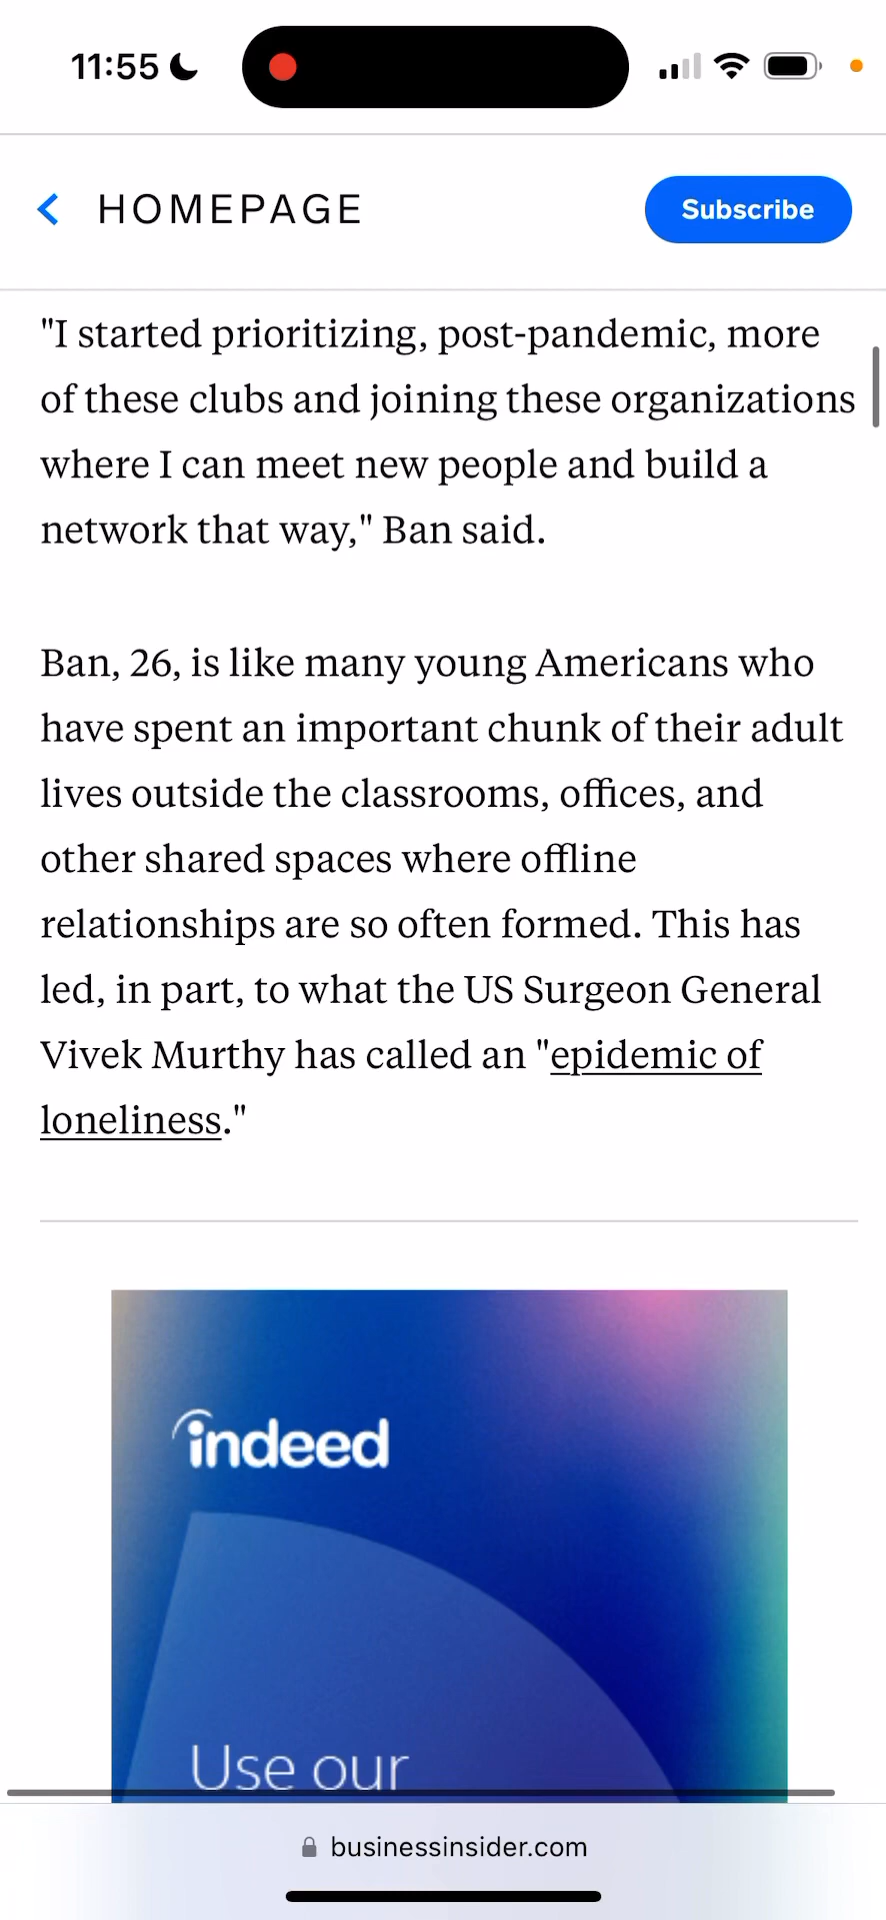 11:55
HOMEPAGE
Subscribe
"I started prioritizing, post-pandemic, more
of these clubs and joining these organizations
where I can meet new people and build a
network that way," Ban said.
Ban, 26, is like many young Americans who
have spent an important chunk of their adult
lives outside the classrooms, offices, and
other shared spaces where offline
relationships are so often formed. This has
led, in part, to what the US Surgeon General
Vivek Murthy has called an "epidemic of
loneliness."
indeed
Use our
businessinsider.com